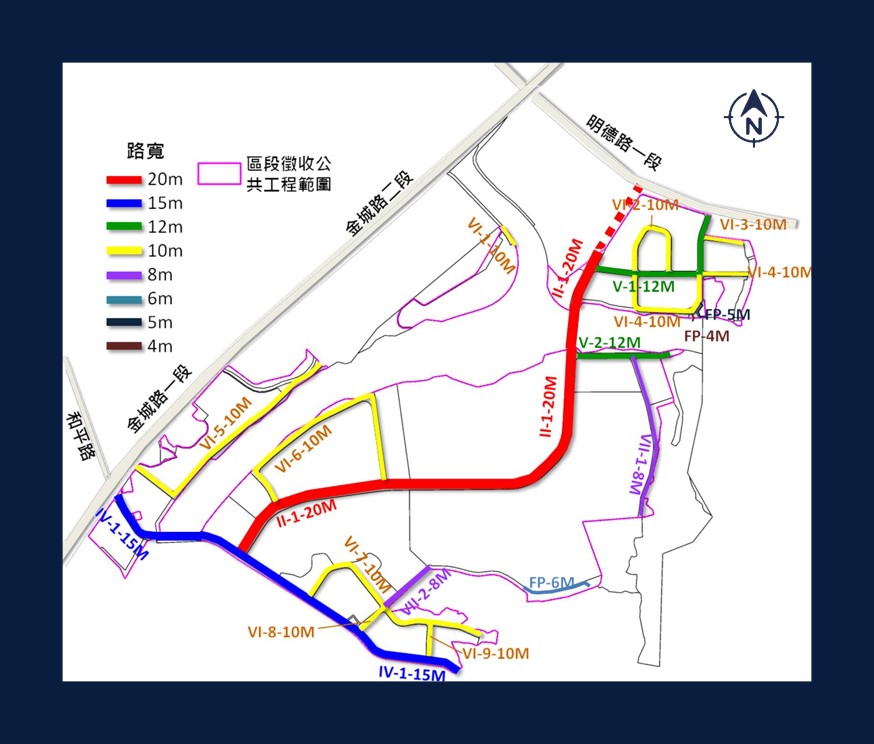 N
明德路一段
路寬
20m
15m
12m
10m
8m
6m
5m
4m
區段徵收公
共工程範圍
金城路二段
VI-2-10M
VI-3-10M
VI-1-10M
II-1-20M
VI-4-10M
V-1-12M
VI-4-10M
FP-5M
FP-4M
V-2-12M
金城路一段
和平路
VI-5-10M
VI-6-10M
II-1-20M
VII-1-8M
II-1-20M
IV-1-15M
VI-7-10M
VII-2-8M
FP-6M
VI-8-10M
VI-9-10M
IV-1-15M